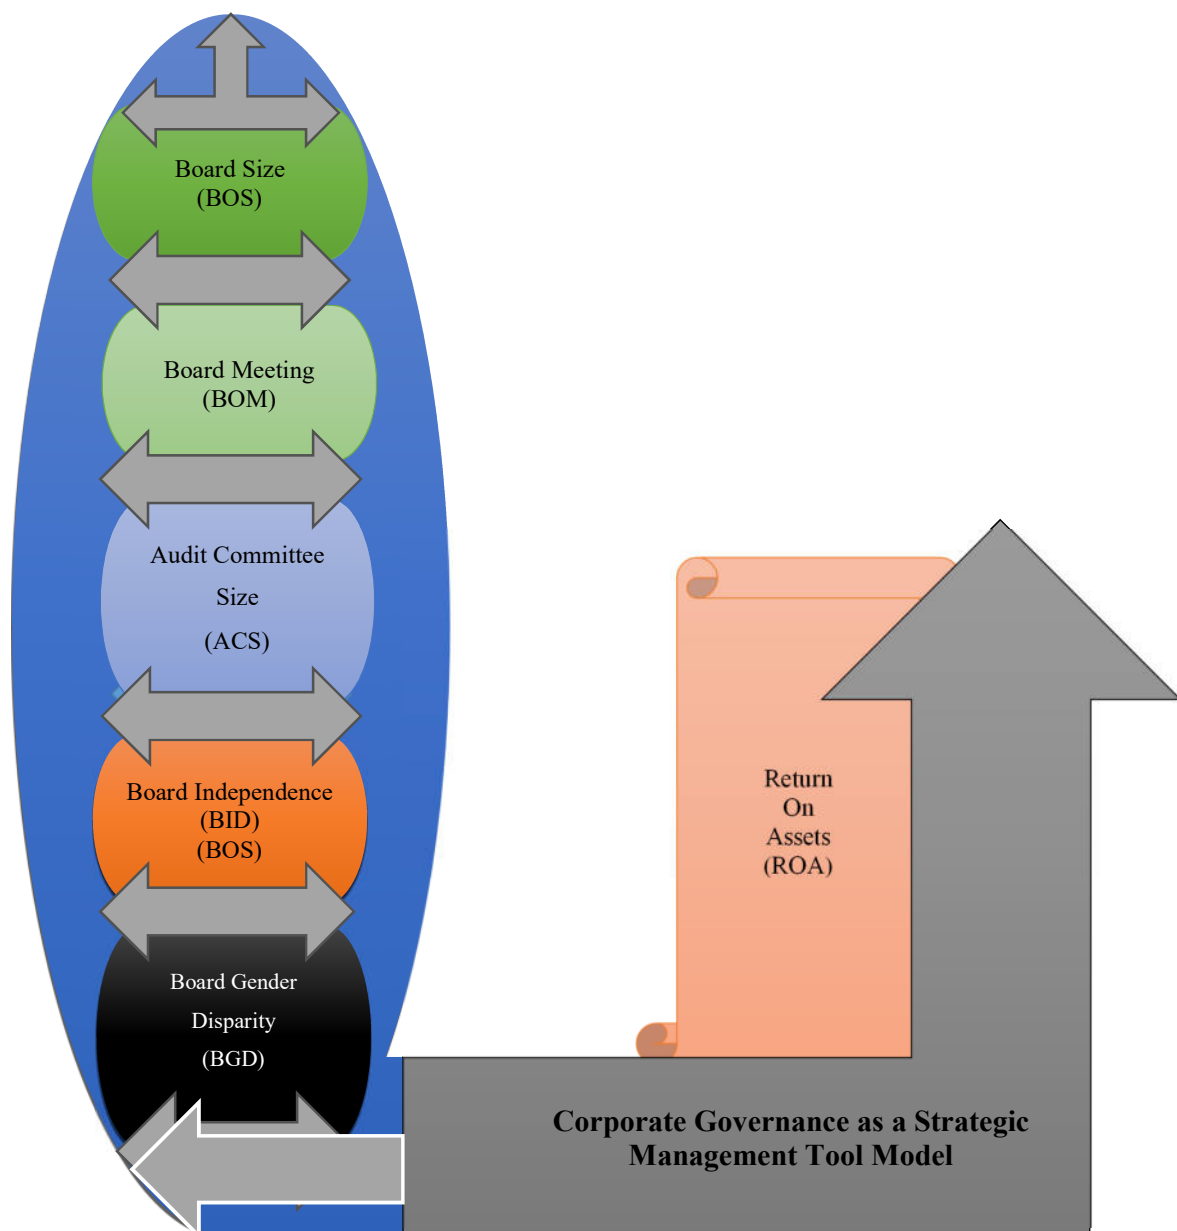 Board Size
(BOS)
Board Meeting
(BOM)
Audit Committee
Size
(ACS)
Board Independence
(BID)
(BOS)
Board Gender
Disparity
(BGD)
Return
On
Assets
(ROA)
Corporate Governance as a Strategic
Management Tool Model